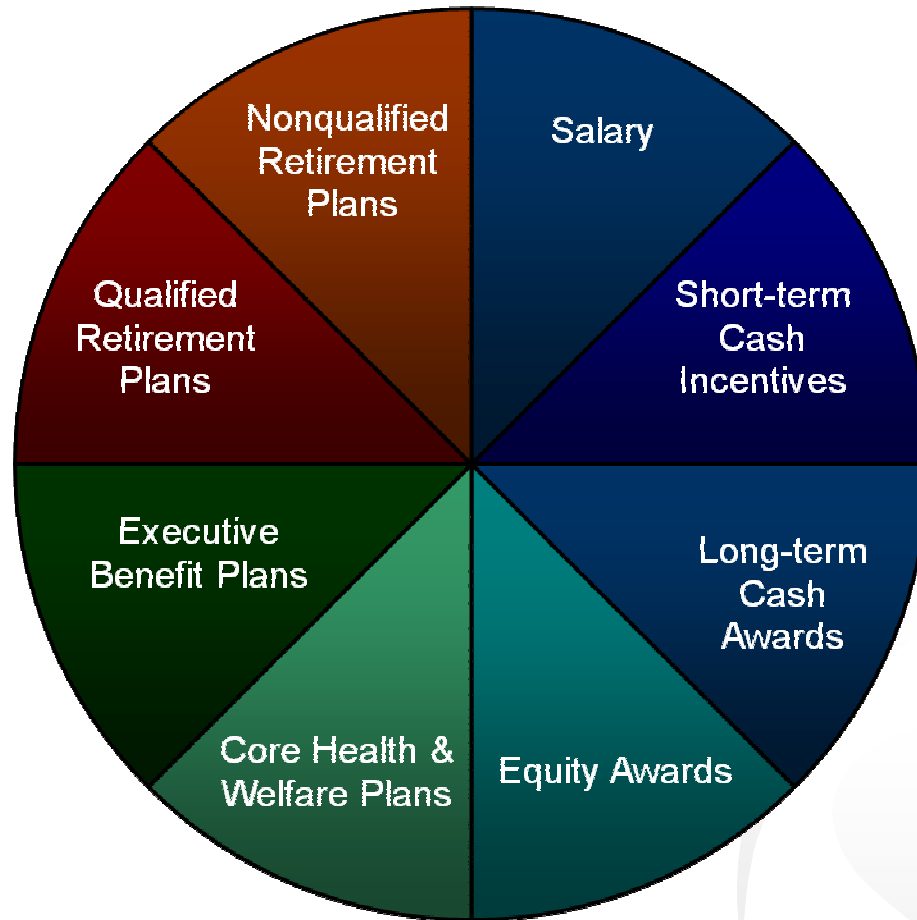 Nonqualified
Retirement
Plans
Salary
Short-term
Cash
Incentives
Long-term
Cash
Awards
Equity Awards
Core Health &
Welfare Plans
Executive
Benefit Plans
Qualified
Retirement
Plans